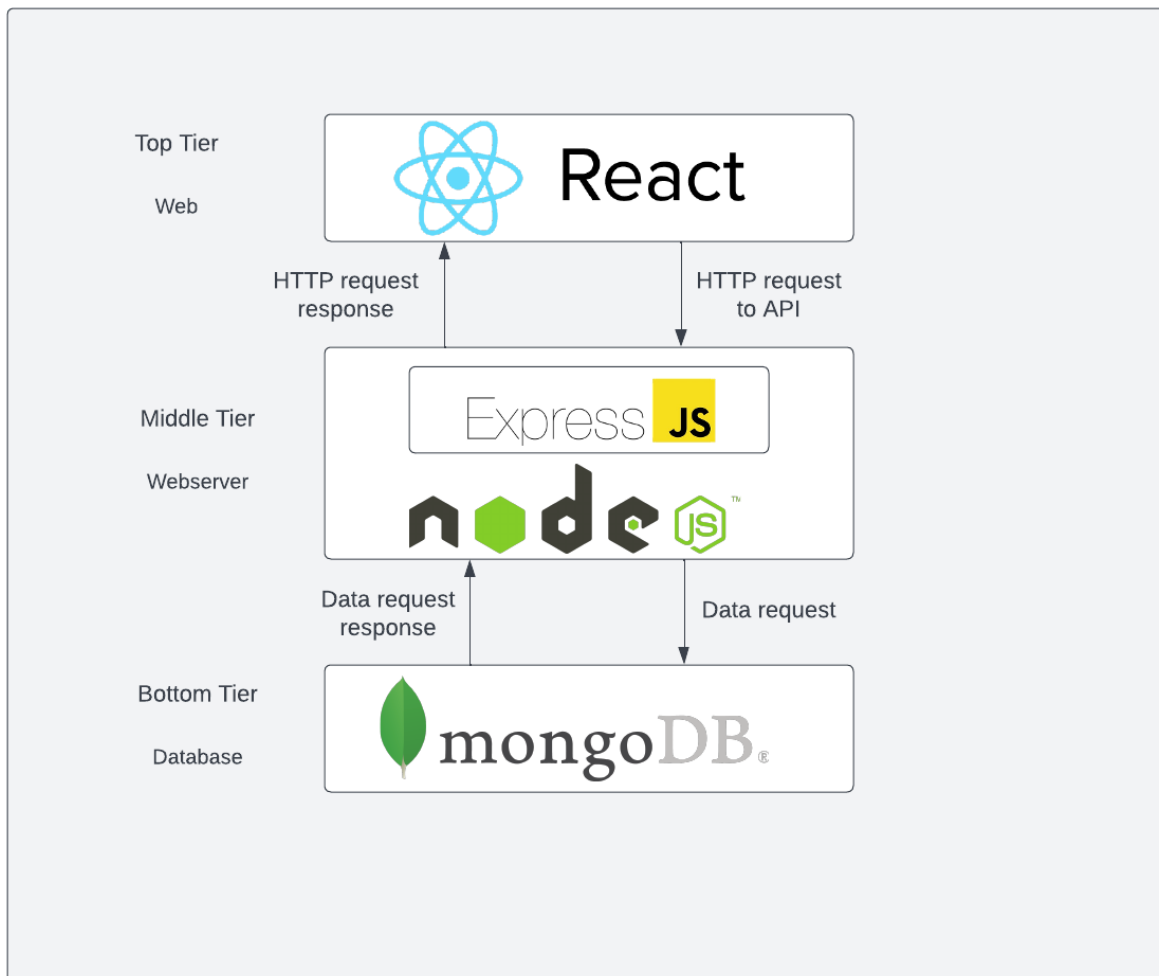 Top Tier
Web
React
HTTP request
response
HTTP request
to API
Middle Tier
Webserver
Express JS
node JS ™
Data request
response
Data request
Bottom Tier
Database
mongoDB®